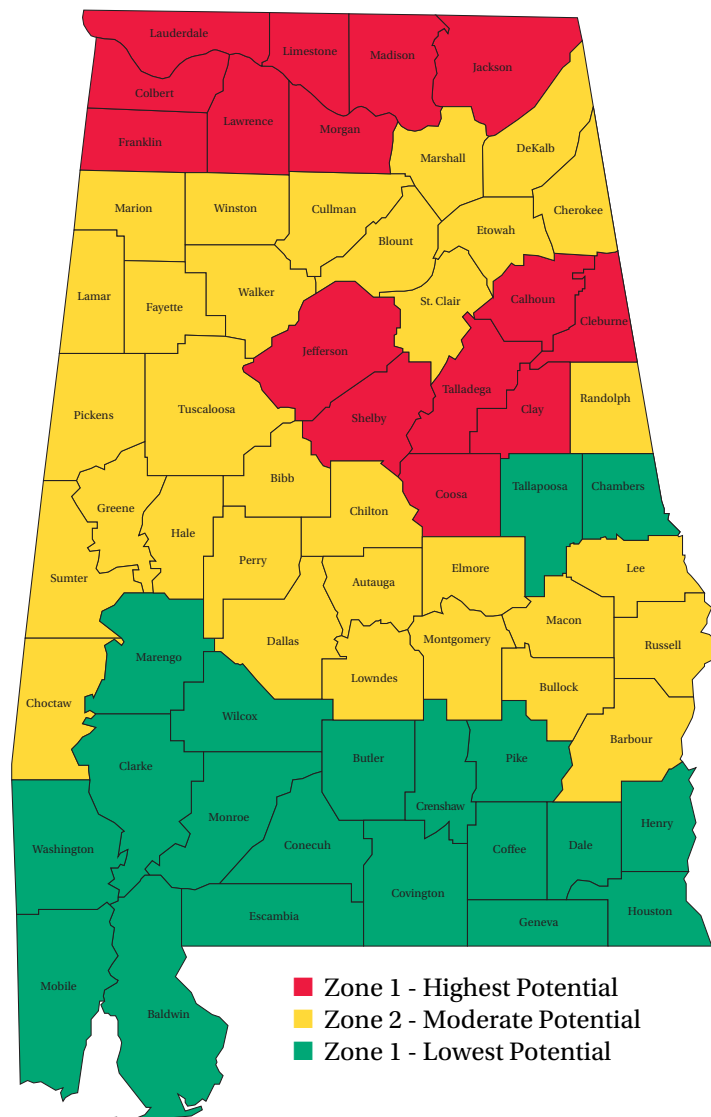 Lauderdale
Limestone
Madison
Jackson
Colbert
Lawrence
Franklin
Morgan
Marshall
DeKalb
Marion
Winston
Cullman
Cherokee
Blount
Etowah
Lamar
Fayette
Walker
St. Clair
Calhoun
Cleburne
Jefferson
Talladega
Randolph
Pickens
Tuscaloosa
Shelby
Clay
Bibb
Coosa
Tallapoosa
Chambers
Greene
Hale
Chilton
Sumter
Perry
Autauga
Elmore
Lee
Macon
Marengo
Dallas
Montgomery
Russell
Choctaw
Lowndes
Bullock
Wilcox
Barbour
Clarke
Butler
Pike
Crenshaw
Monroe
Henry
Washington
Conecuh
Coffee
Dale
Covington
Escambia
Geneva
Houston
Mobile
Baldwin
Zone 1 - Highest Potential
Zone 2 - Moderate Potential
Zone 1 - Lowest Potential